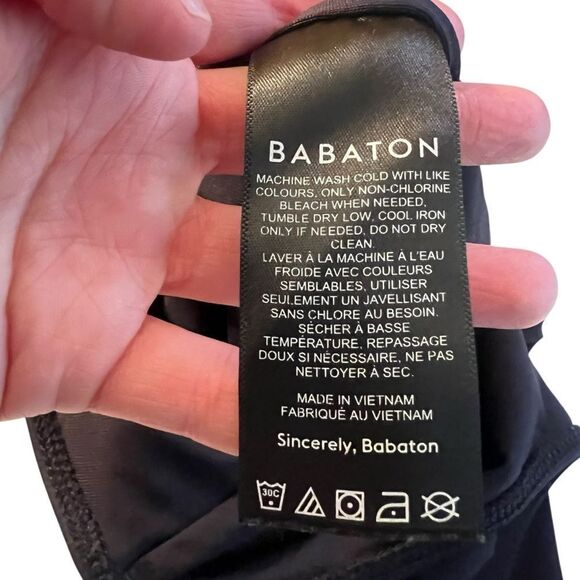 BABATON
MACHINE WASH COLD WITH LIKE
COLOURS, ONLY NON-CHLORINE
BLEACH WHEN NEEDED,
TUMBLE DRY LOW, COOL IRON
ONLY IF NEEDED, DO NOT DRY
CLEAN.
LAVER À LA MACHINE À L'EAU
FROIDE AVEC COULEURS
SEMBLABLES, UTILISER
SEULEMENT UN JAVELLISANT
SANS CHLORE AU BESOIN.
SÉCHER À BASSE
TEMPÉRATURE, REPASSAGE
DOUX SI NÉCESSAIRE, NE PAS
NETTOYER À SEC.
MADE IN VIETNAM
FABRIQUÉ AU VIETNAM
Sincerely, Babaton
30C